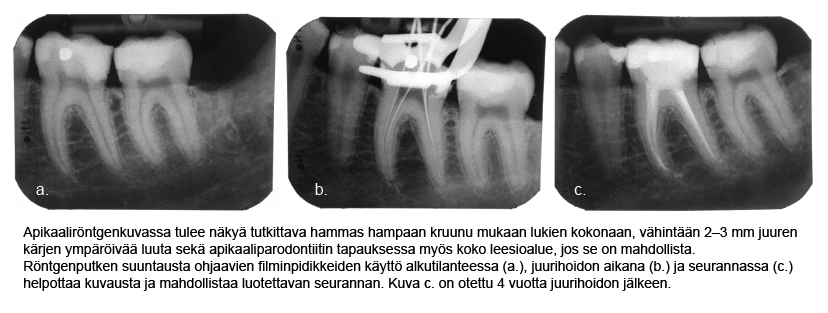 a.
b.
c.
Apikaaliröntgenkuvassa tulee näkyä tutkittava hammas hampaan kruunu mukaan lukien kokonaan, vähintään 2–3 mm juuren
kärjen ympäröivää luuta sekä apikaaliparodontiitin tapauksessa myös koko leesioalue, jos se on mahdollista.
Röntgenputken suuntausta ohjaavien filminpidikkeiden käyttö alkutilanteessa (a.), juurihoidon aikana (b.) ja seurannassa (c.)
helpottaa kuvausta ja mahdollistaa luotettavan seurannan. Kuva c. on otettu 4 vuotta juurihoidon jälkeen.